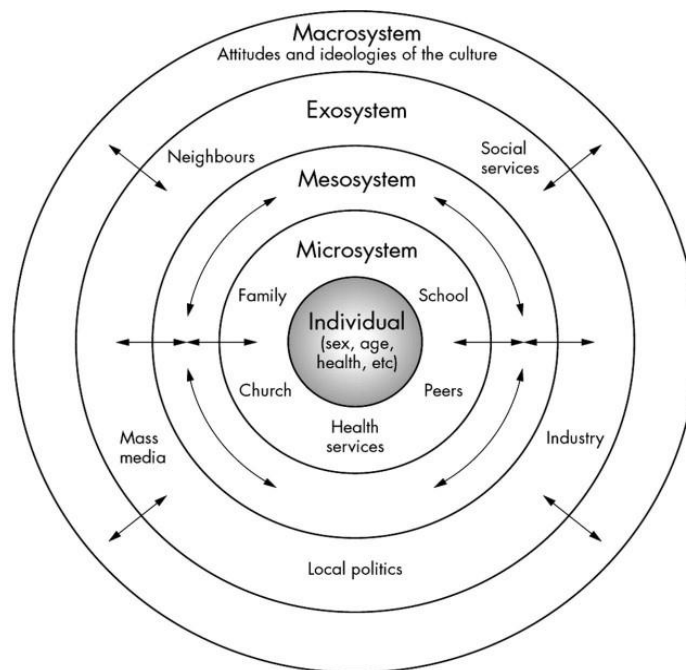 Macrosystem
Attitudes and ideologies of the culture
Exosystem
Neighbours
Social
services
Mesosystem
Microsystem
Family
School
Individual
(sex, age,
health, etc)
Church
Peers
Health
services
Mass
media
Industry
Local politics